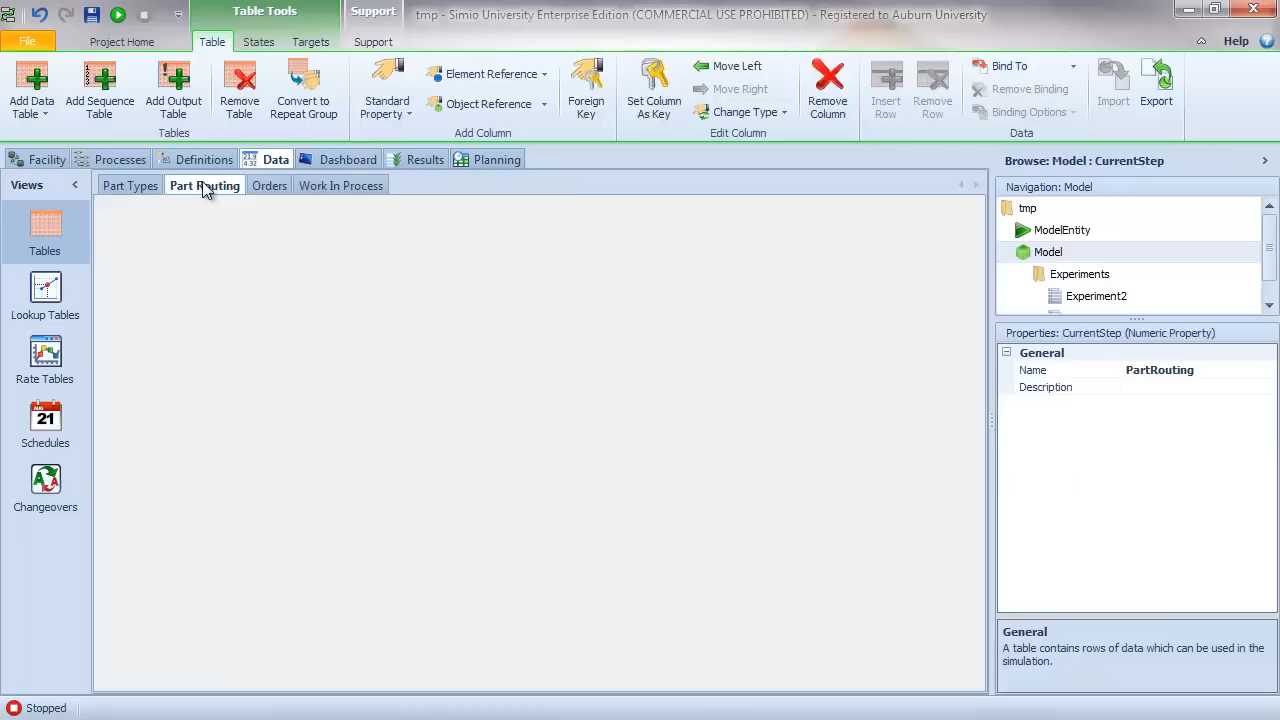 Table Tools
Support
tmp - Simio University Enterprise Edition (COMMERCIAL USE PROHIBITED) - Registered to Auburn University
File
Project Home
Table
States
Targets
Support
Help
Add Data Table
Add Sequence Table
Add Output Table
Remove Table
Convert to Repeat Group
Tables
Standard Property
Element Reference
Object Reference
Foreign Key
Add Column
Set Column As Key
Move Left
Move Right
Change Type
Remove Column
Edit Column
Insert Row
Remove Row
Bind To
Remove Binding
Binding Options
Import
Export
Data
Facility
Processes
Definitions
Data
Dashboard
Results
Planning
Views
Tables
Lookup Tables
Rate Tables
AUG
21
Schedules
Changeovers
Part Types
Part Routing
Orders
Work In Process
Browse: Model : CurrentStep
Navigation: Model
tmp
ModelEntity
Model
Experiments
Experiment2
Properties: CurrentStep (Numeric Property)
General
Name PartRouting
Description
General
A table contains rows of data which can be used in the
simulation.
Stopped